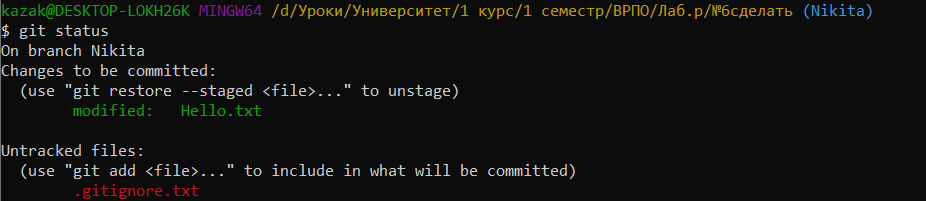 kazak@DESKTOP-LOKH26K MINGW64 /d/Уроки/Университет/1 курс/1 семестр/ВРПО/Лаб.р/№6сделать (Nikita)
$ git status
On branch Nikita
Changes to be committed:
  (use "git restore --staged <file>..." to unstage)
        modified:   Hello.txt

Untracked files:
  (use "git add <file>..." to include in what will be committed)
        .gitignore.txt